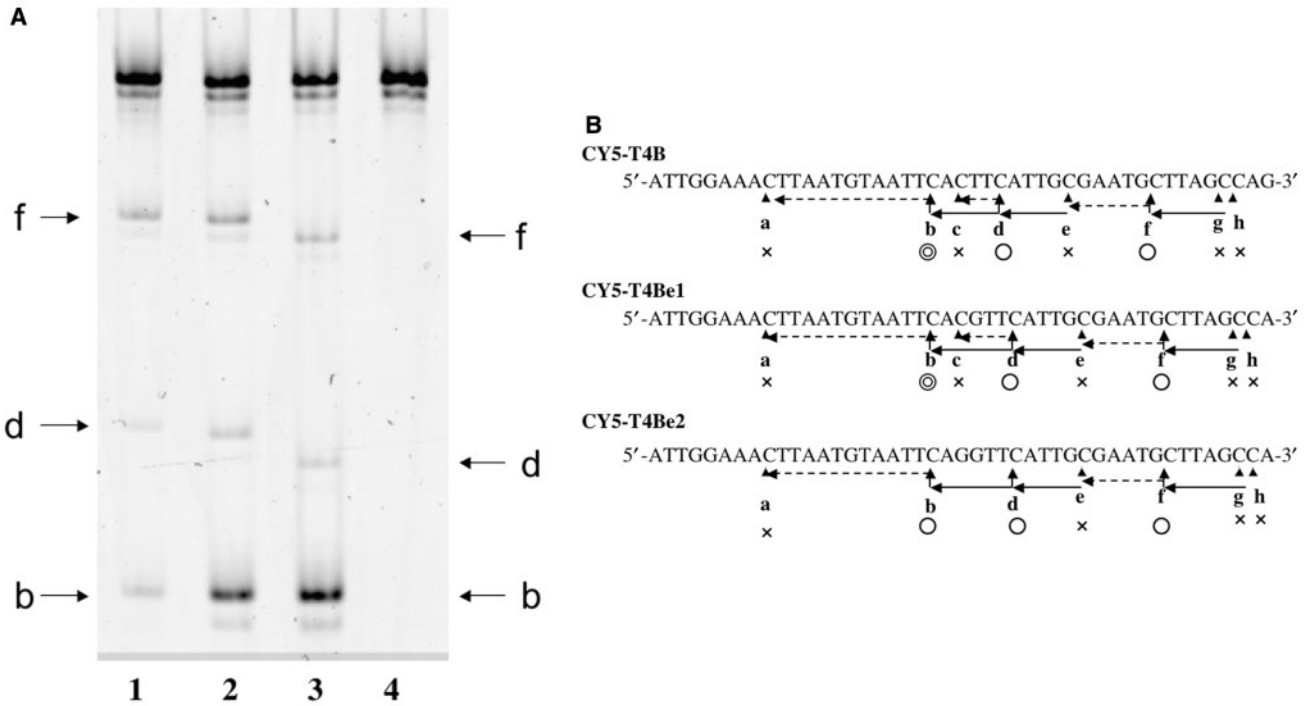 A
f
f
d
d
b
b
1 2 3 4
B
CY5-T4B
5′-ATTGGAAACTTAATGTAATTCACTTCATTGCGAATGCTTAGCCAG-3′
a b c d e f g h
× ◎ × ○ × ○ × ×
CY5-T4Be1
5′-ATTGGAAACTTAATGTAATTCACGTTCATTGCGAATGCTTAGCCA-3′
a b c d e f g h
× ◎ × ○ × ○ × ×
CY5-T4Be2
5′-ATTGGAAACTTAATGTAATTCAGGTTCATTGCGAATGCTTAGCCA-3′
a b d e f g h
× ○ ○ × ○ × ×